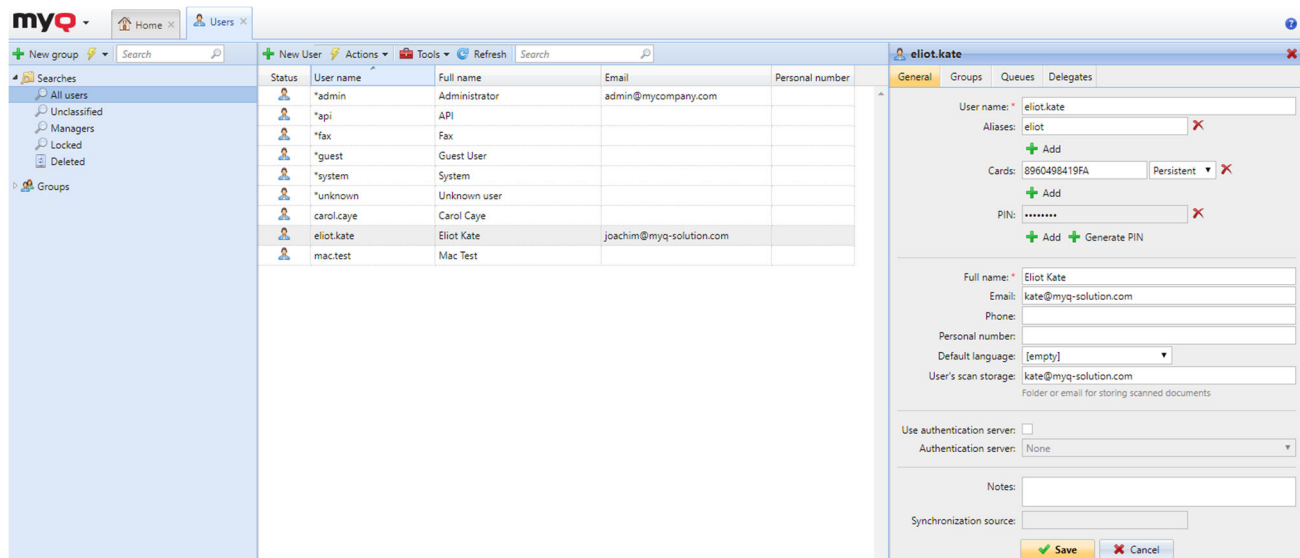 myQ
Home
Users
New group
Search
New User
Actions
Tools
Refresh
Search
eliot.kate
Searches
All users
Unclassified
Managers
Locked
Deleted
Groups
Status User name Full name Email Personal number
*admin Administrator admin@mycompany.com
*api API
*fax Fax
*guest Guest User
*system System
*unknown Unknown user
carol.caye Carol Caye
eliot.kate Eliot Kate joachim@myq-solution.com
mac.test Mac Test
General Groups Queues Delegates
User name: * eliot.kate
Aliases: eliot
Add
Cards: 8960498419FA Persistent
Add
PIN: ••••••••
Add Generate PIN
Full name: * Eliot Kate
Email: kate@myq-solution.com
Phone:
Personal number:
Default language: [empty]
User's scan storage: kate@myq-solution.com
Folder or email for storing scanned documents
Use authentication server:
Authentication server: None
Notes:
Synchronization source:
Save Cancel